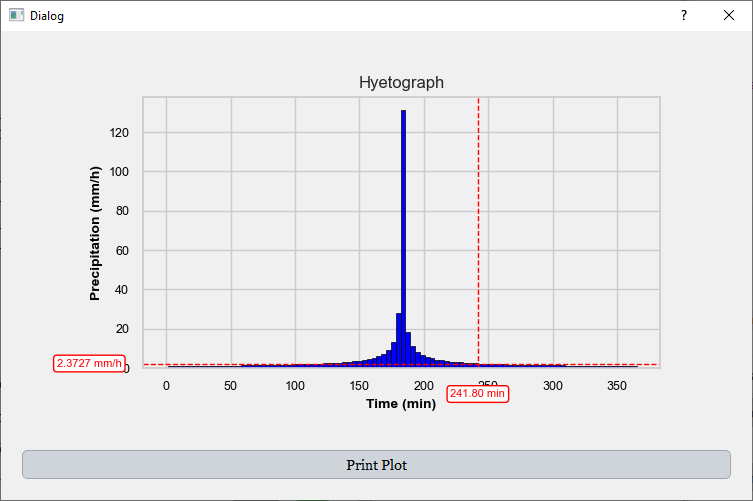 Dialog
?
Hyetograph
Precipitation (mm/h)
120
100
80
60
40
20
0
2.3727 mm/h
0 50 100 150 200 250 300 350
241.80 min
Time (min)
Print Plot